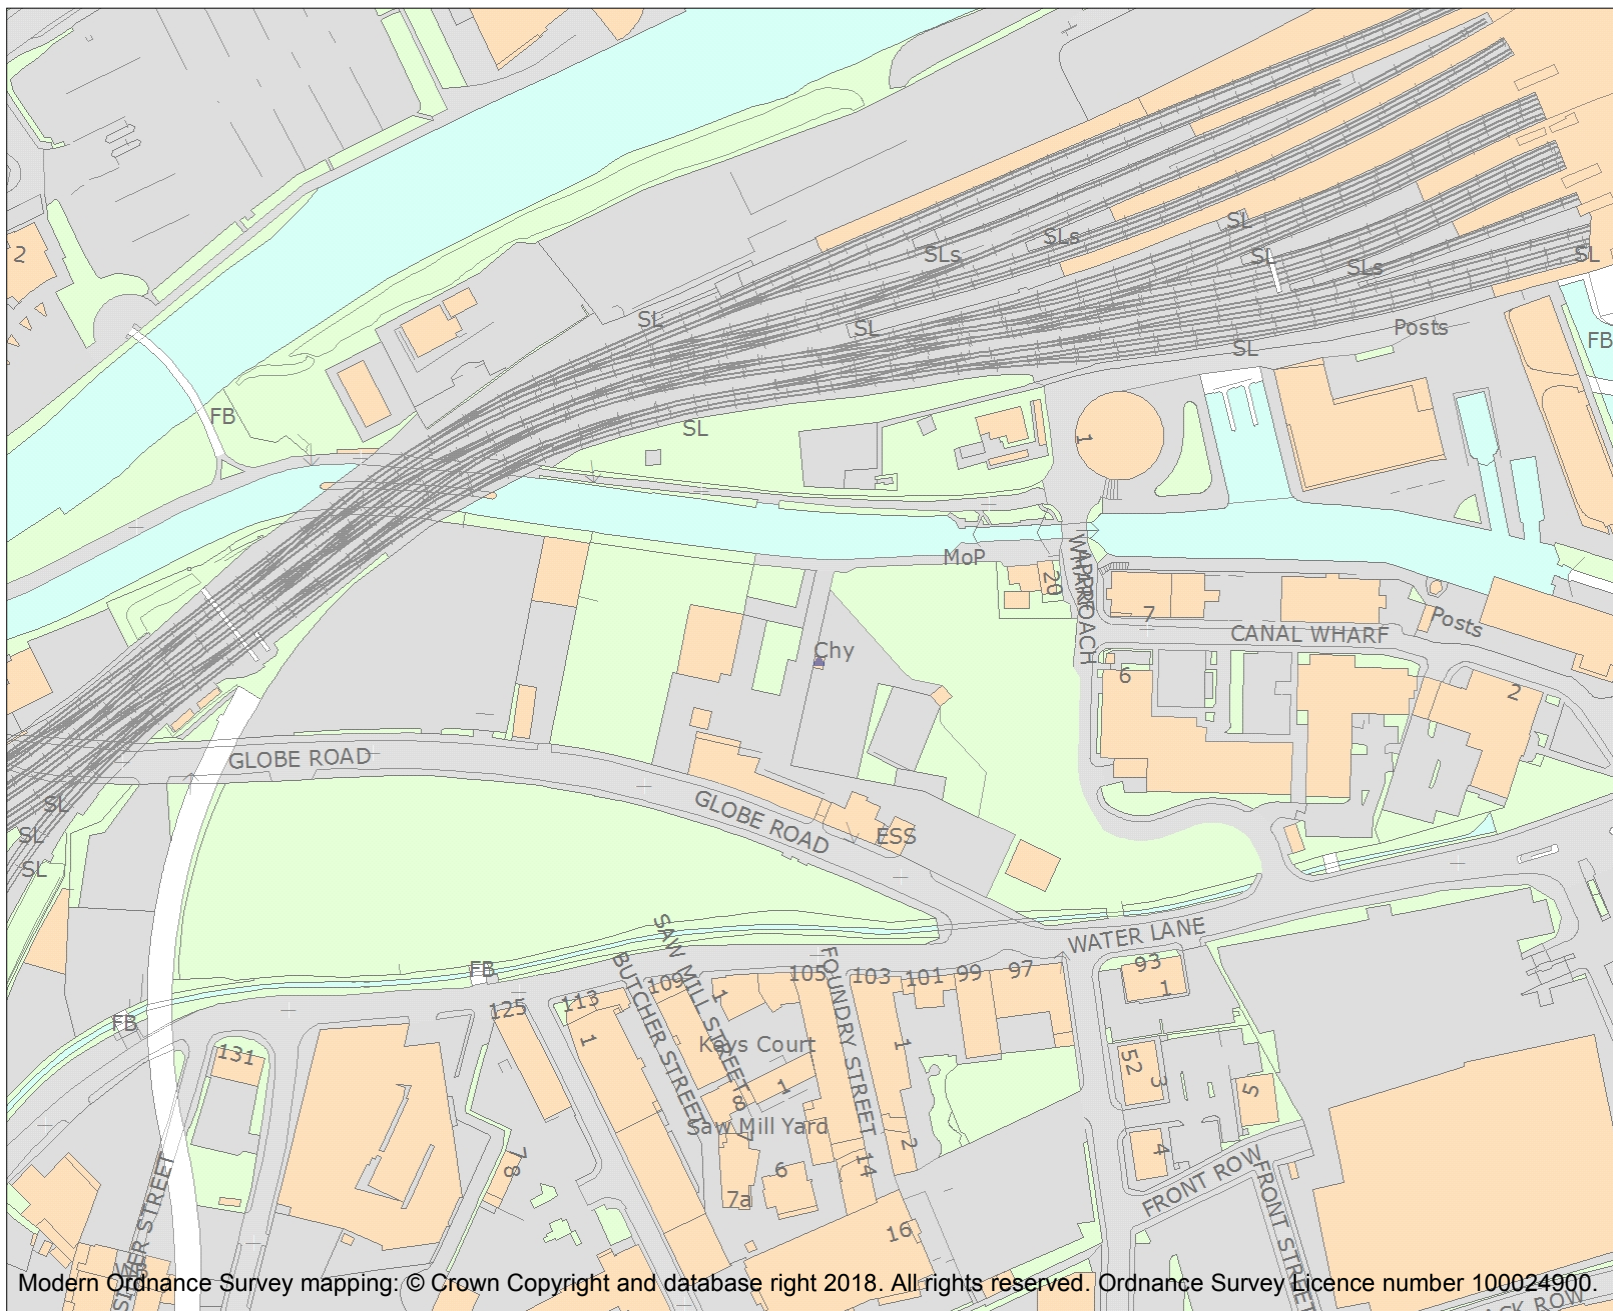 2
SL
SLs
SLs
SL
SL
SLs
SL
SL
SL
SL
Posts
FB
FB
SL
1
MoP
20
WHARF
APPROACH
7
CANAL WHARF
Posts
Chy
6
2
GLOBE ROAD
SL
SL
SL
GLOBE ROAD
ESS
WATER LANE
FB
FB
SAW MILL STREET
BUTCHER STREET
FOUNDRY STREET
125
113
109
105
103
101
99
97
93
1
1
1
1
131
Keys Court
1
8
Saw Mill Yard
7
6
7a
14
2
16
52
3
5
4
78
FRONT ROW
FRONT STREET
Modern Ordnance Survey mapping: © Crown Copyright and database right 2018. All rights reserved. Ordnance Survey Licence number 100024900.